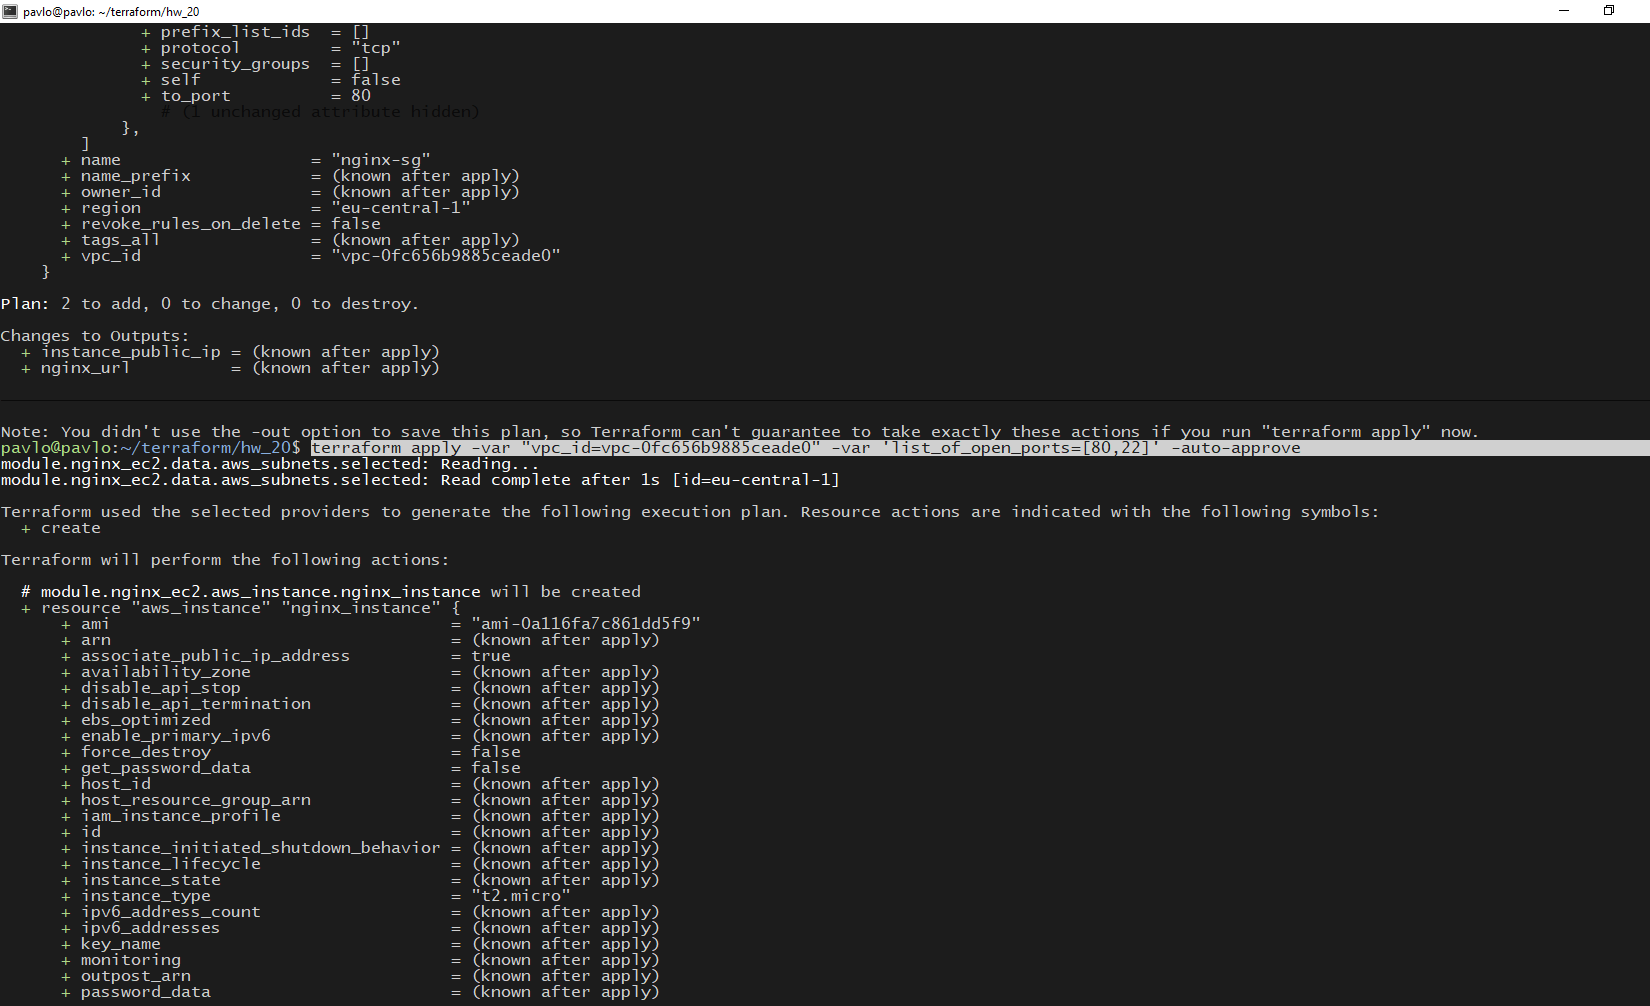 pavlo@pavlo: ~/terraform/hw_20
+ prefix_list_ids  = []
+ protocol         = "tcp"
+ security_groups  = []
+ self             = false
+ to_port          = 80
# (1 unchanged attribute hidden)
},
]
+ name                   = "nginx-sg"
+ name_prefix            = (known after apply)
+ owner_id               = (known after apply)
+ region                 = "eu-central-1"
+ revoke_rules_on_delete = false
+ tags_all               = (known after apply)
+ vpc_id                 = "vpc-0fc656b9885ceade0"
}
Plan: 2 to add, 0 to change, 0 to destroy.
Changes to Outputs:
+ instance_public_ip = (known after apply)
+ nginx_url          = (known after apply)
Note: You didn't use the -out option to save this plan, so Terraform can't guarantee to take exactly these actions if you run "terraform apply" now.
pavlo@pavlo:~/terraform/hw_20$ terraform apply -var "vpc_id=vpc-0fc656b9885ceade0" -var 'list_of_open_ports=[80,22]' -auto-approve
module.nginx_ec2.data.aws_subnets.selected: Reading...
module.nginx_ec2.data.aws_subnets.selected: Read complete after 1s [id=eu-central-1]
Terraform used the selected providers to generate the following execution plan. Resource actions are indicated with the following symbols:
+ create
Terraform will perform the following actions:
# module.nginx_ec2.aws_instance.nginx_instance will be created
+ resource "aws_instance" "nginx_instance" {
+ ami                                  = "ami-0a116fa7c861dd5f9"
+ arn                                  = (known after apply)
+ associate_public_ip_address          = true
+ availability_zone                    = (known after apply)
+ disable_api_stop                     = (known after apply)
+ disable_api_termination              = (known after apply)
+ ebs_optimized                        = (known after apply)
+ enable_primary_ipv6                  = (known after apply)
+ force_destroy                        = false
+ get_password_data                    = false
+ host_id                              = (known after apply)
+ host_resource_group_arn              = (known after apply)
+ iam_instance_profile                 = (known after apply)
+ id                                   = (known after apply)
+ instance_initiated_shutdown_behavior = (known after apply)
+ instance_lifecycle                   = (known after apply)
+ instance_state                       = (known after apply)
+ instance_type                        = "t2.micro"
+ ipv6_address_count                   = (known after apply)
+ ipv6_addresses                       = (known after apply)
+ key_name                             = (known after apply)
+ monitoring                           = (known after apply)
+ outpost_arn                          = (known after apply)
+ password_data                        = (known after apply)